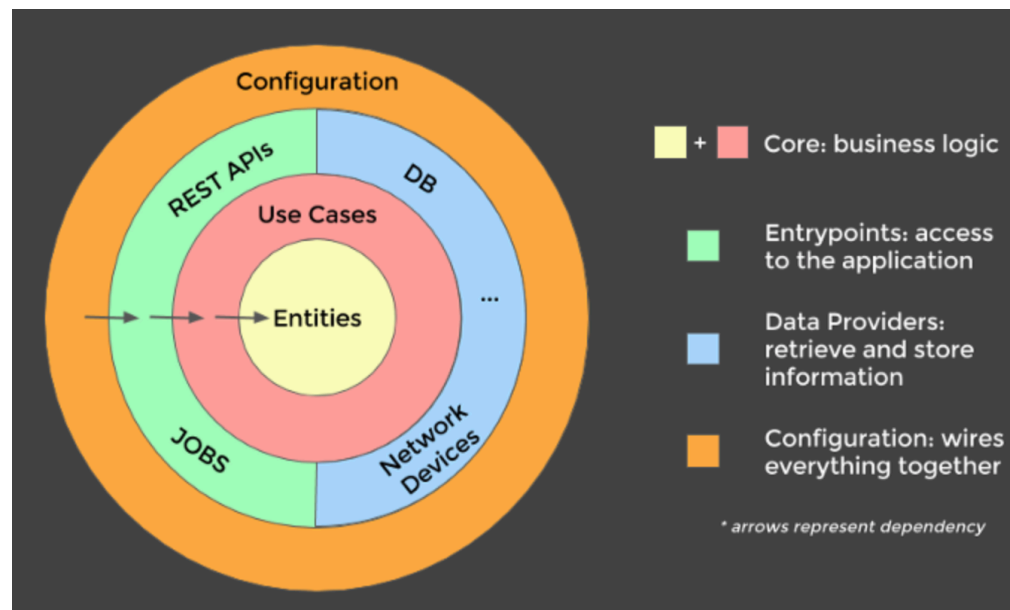 Configuration
REST APIs
DB
Use Cases
...
Entities
JOBS
Network
Devices
+
Core: business logic
Entrypoints: access
to the application
Data Providers:
retrieve and store
information
Configuration: wires
everything together
* arrows represent dependency